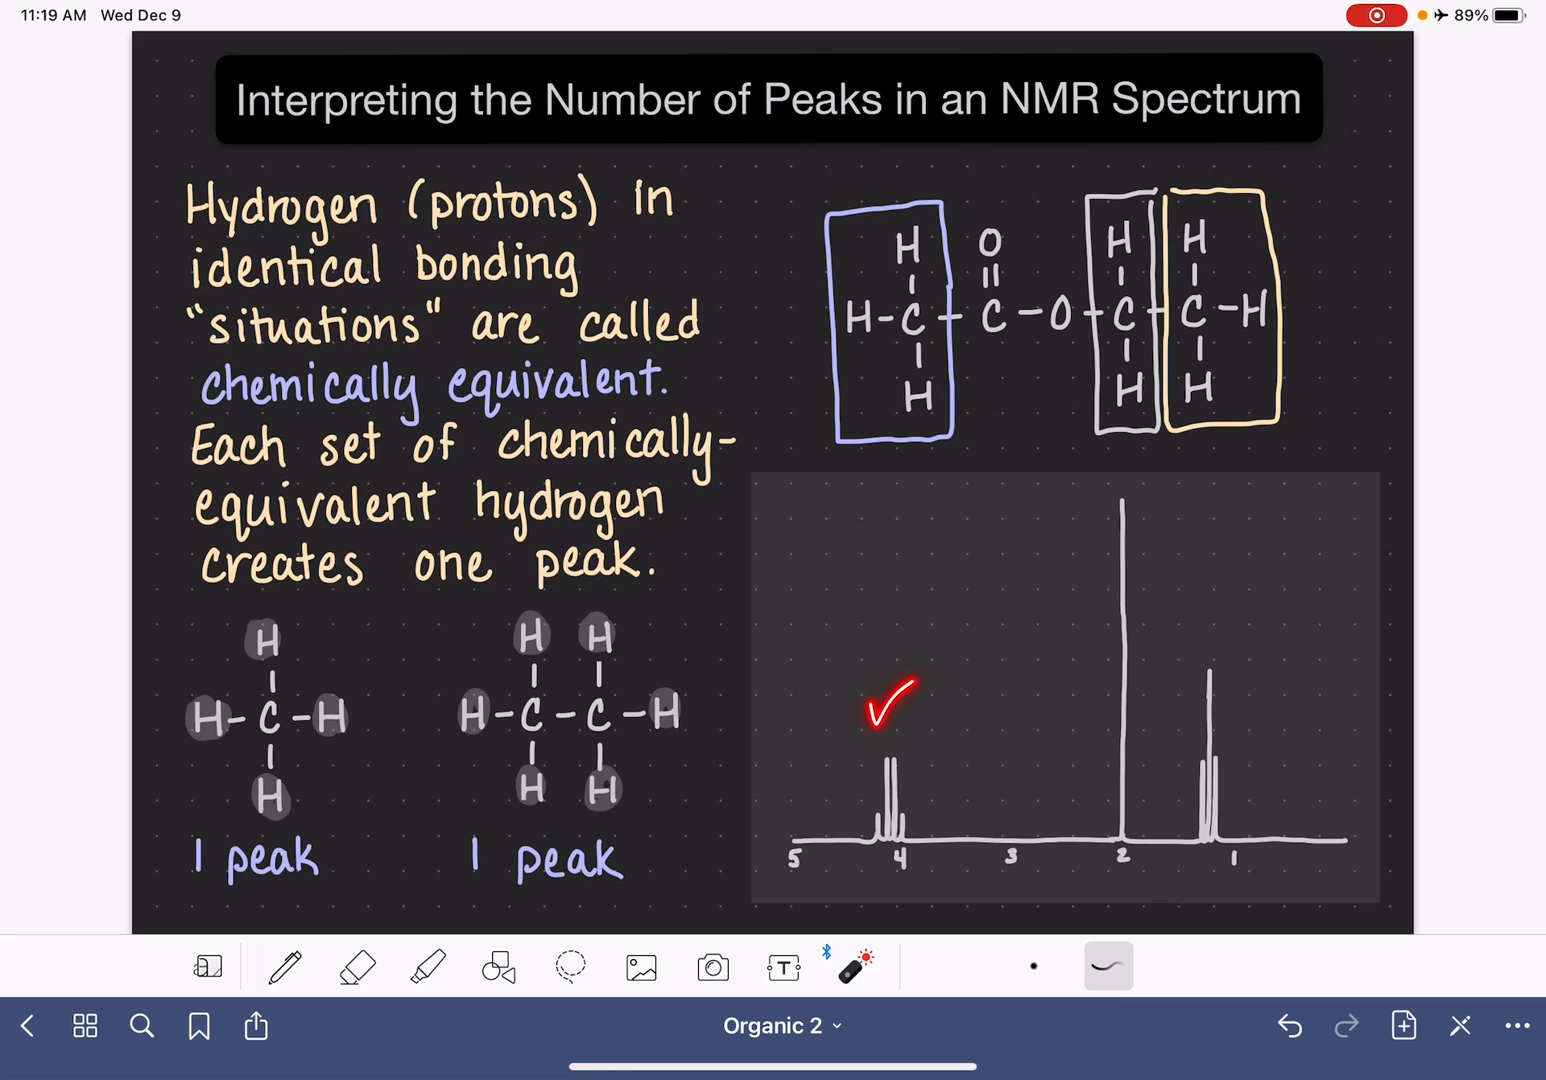 11:19 AM Wed Dec 9
89%
Interpreting the Number of Peaks in an NMR Spectrum
Hydrogen (protons) in
identical bonding
"situations" are called
chemically equivalent.
Each set of chemically-
equivalent hydrogen
creates one peak.
H O H H
H-C-C-O-C-C-H
H H H
H
H-C-H
H
1 peak
H H
H-C-C-H
H H
1 peak
5 4 3 2 1
T
Organic 2